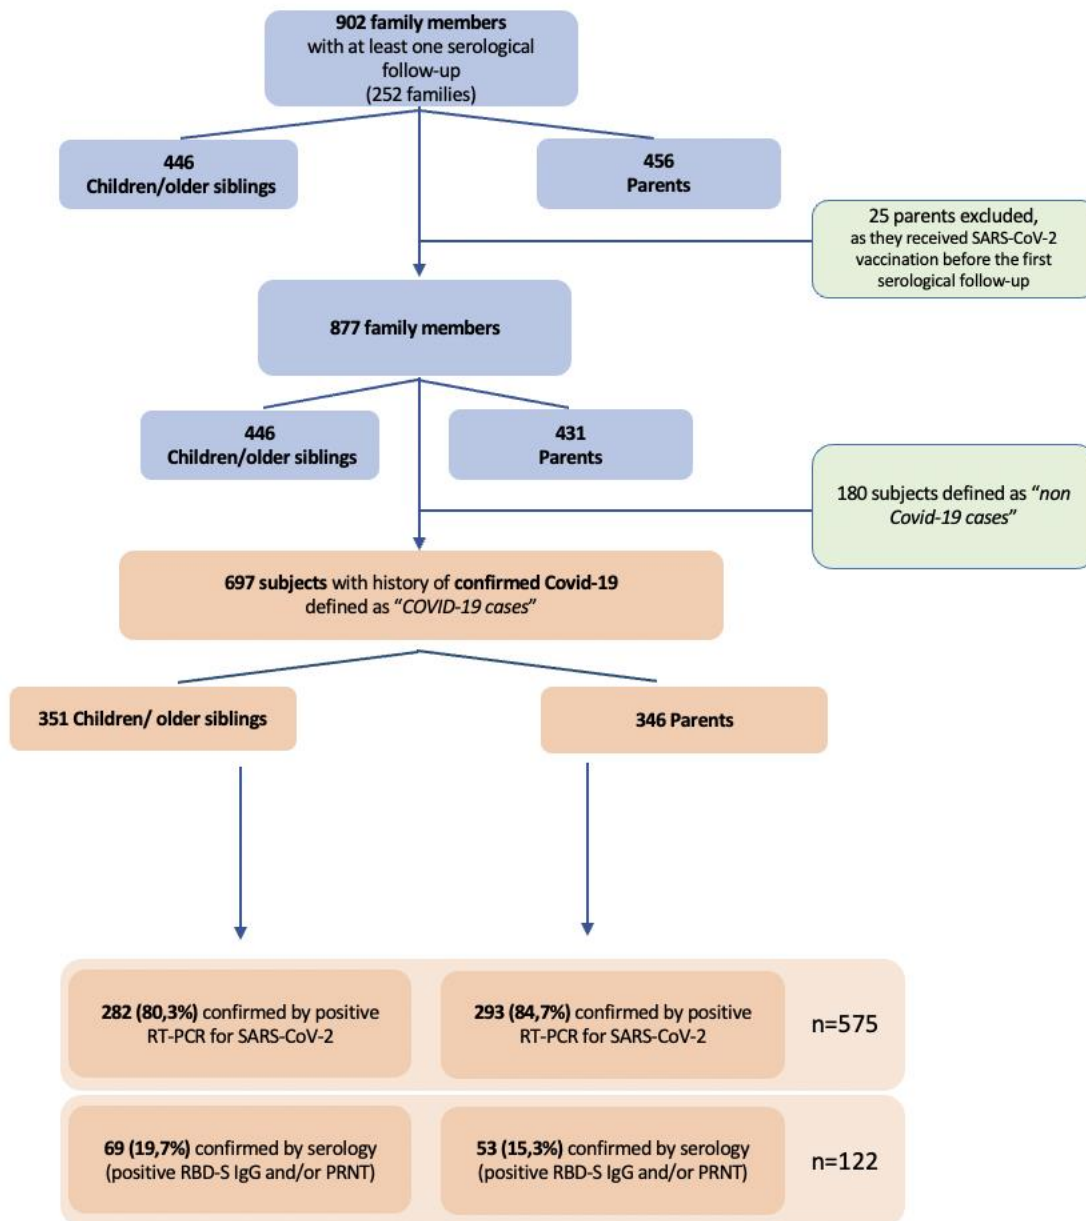 902 family members
with at least one serological
follow-up
(252 families)
446
Children/older siblings
456
Parents
25 parents excluded,
as they received SARS-CoV-2
vaccination before the first
serological follow-up
877 family members
446
Children/older siblings
431
Parents
180 subjects defined as “non
Covid-19 cases”
697 subjects with history of confirmed Covid-19
defined as “COVID-19 cases”
351 Children/ older siblings
346 Parents
282 (80,3%) confirmed by positive
RT-PCR for SARS-CoV-2
293 (84,7%) confirmed by positive
RT-PCR for SARS-CoV-2
n=575
69 (19,7%) confirmed by serology
(positive RBD-S IgG and/or PRNT)
53 (15,3%) confirmed by serology
(positive RBD-S IgG and/or PRNT)
n=122